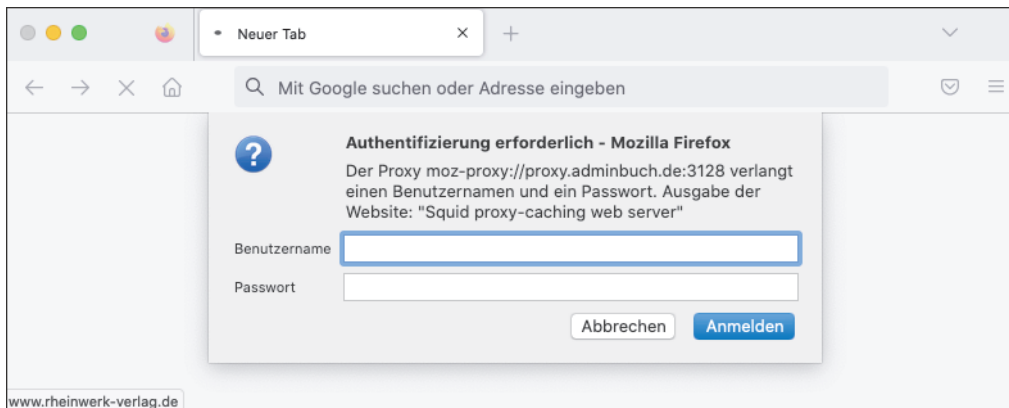 Neuer Tab
Mit Google suchen oder Adresse eingeben
Authentifizierung erforderlich - Mozilla Firefox
Der Proxy moz-proxy://proxy.adminbuch.de:3128 verlangt
einen Benutzernamen und ein Passwort. Ausgabe der
Website: "Squid proxy-caching web server"
Benutzername
Passwort
Abbrechen Anmelden
www.rheinwerk-verlag.de